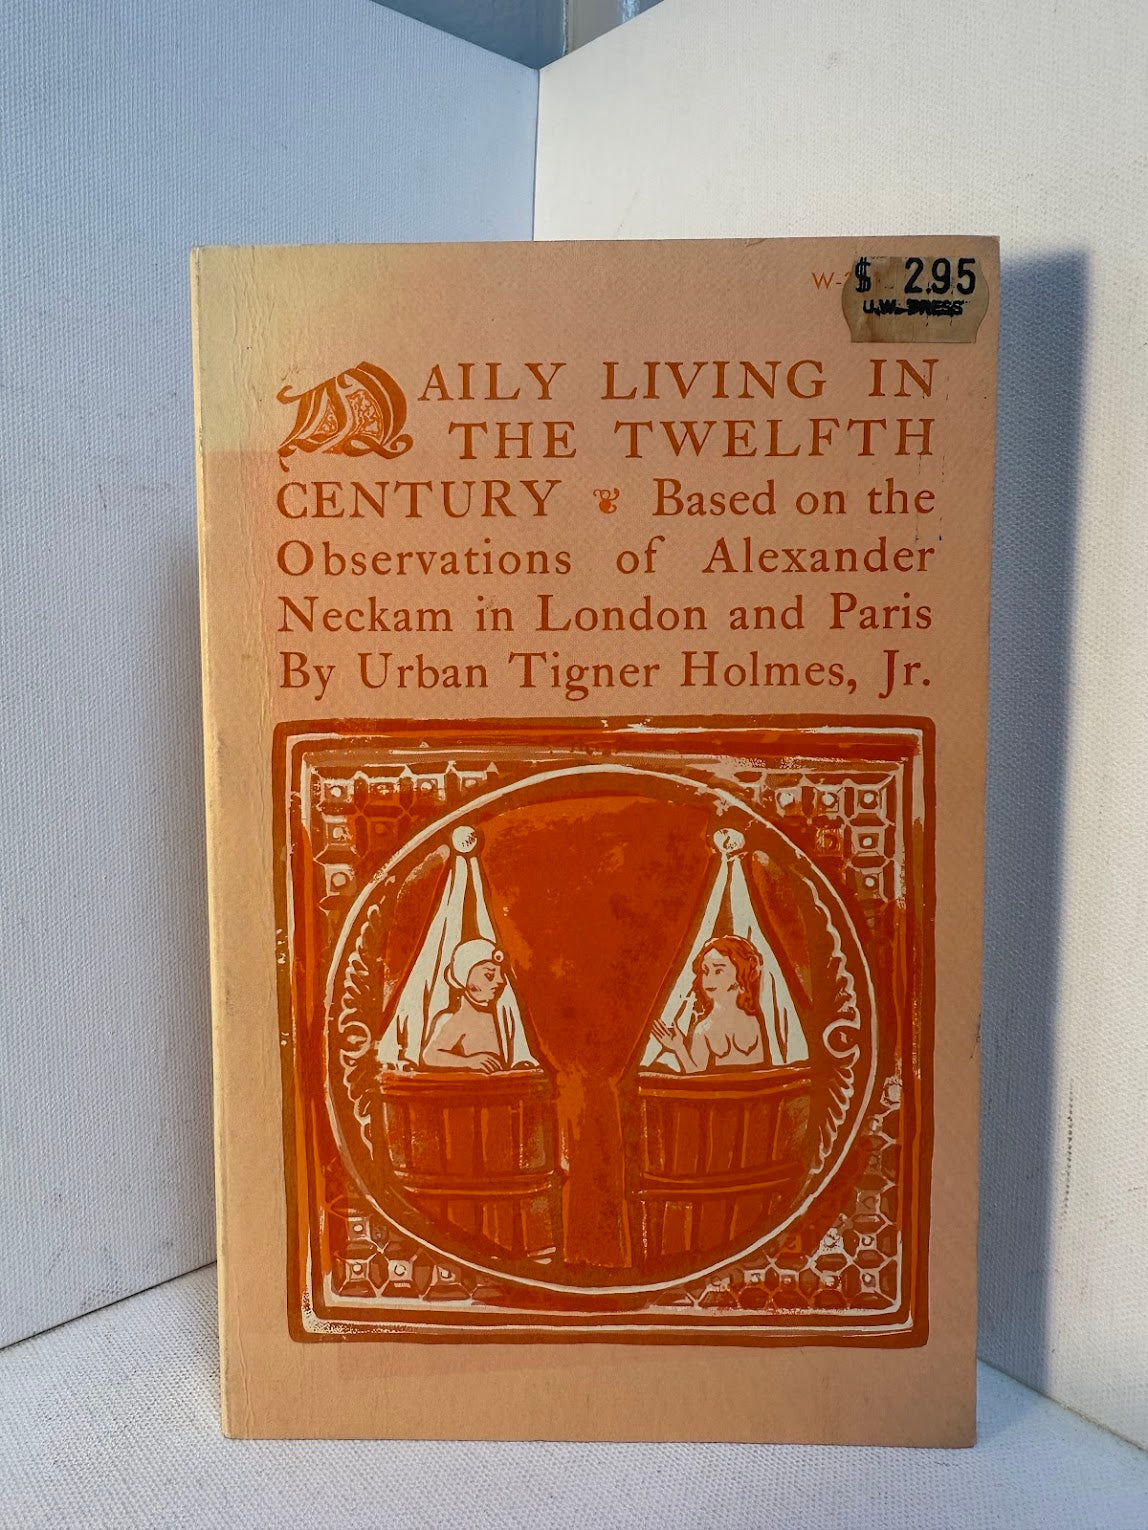 W-
$ 2.95
U.W. PRESS
DAILY LIVING IN
THE TWELFTH
CENTURY ❦ Based on the
Observations of Alexander
Neckam in London and Paris
By Urban Tigner Holmes, Jr.